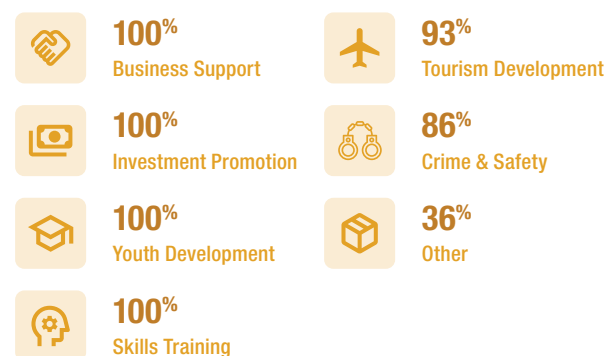 100%
Business Support
100%
Investment Promotion
100%
Youth Development
100%
Skills Training
93%
Tourism Development
86%
Crime & Safety
36%
Other